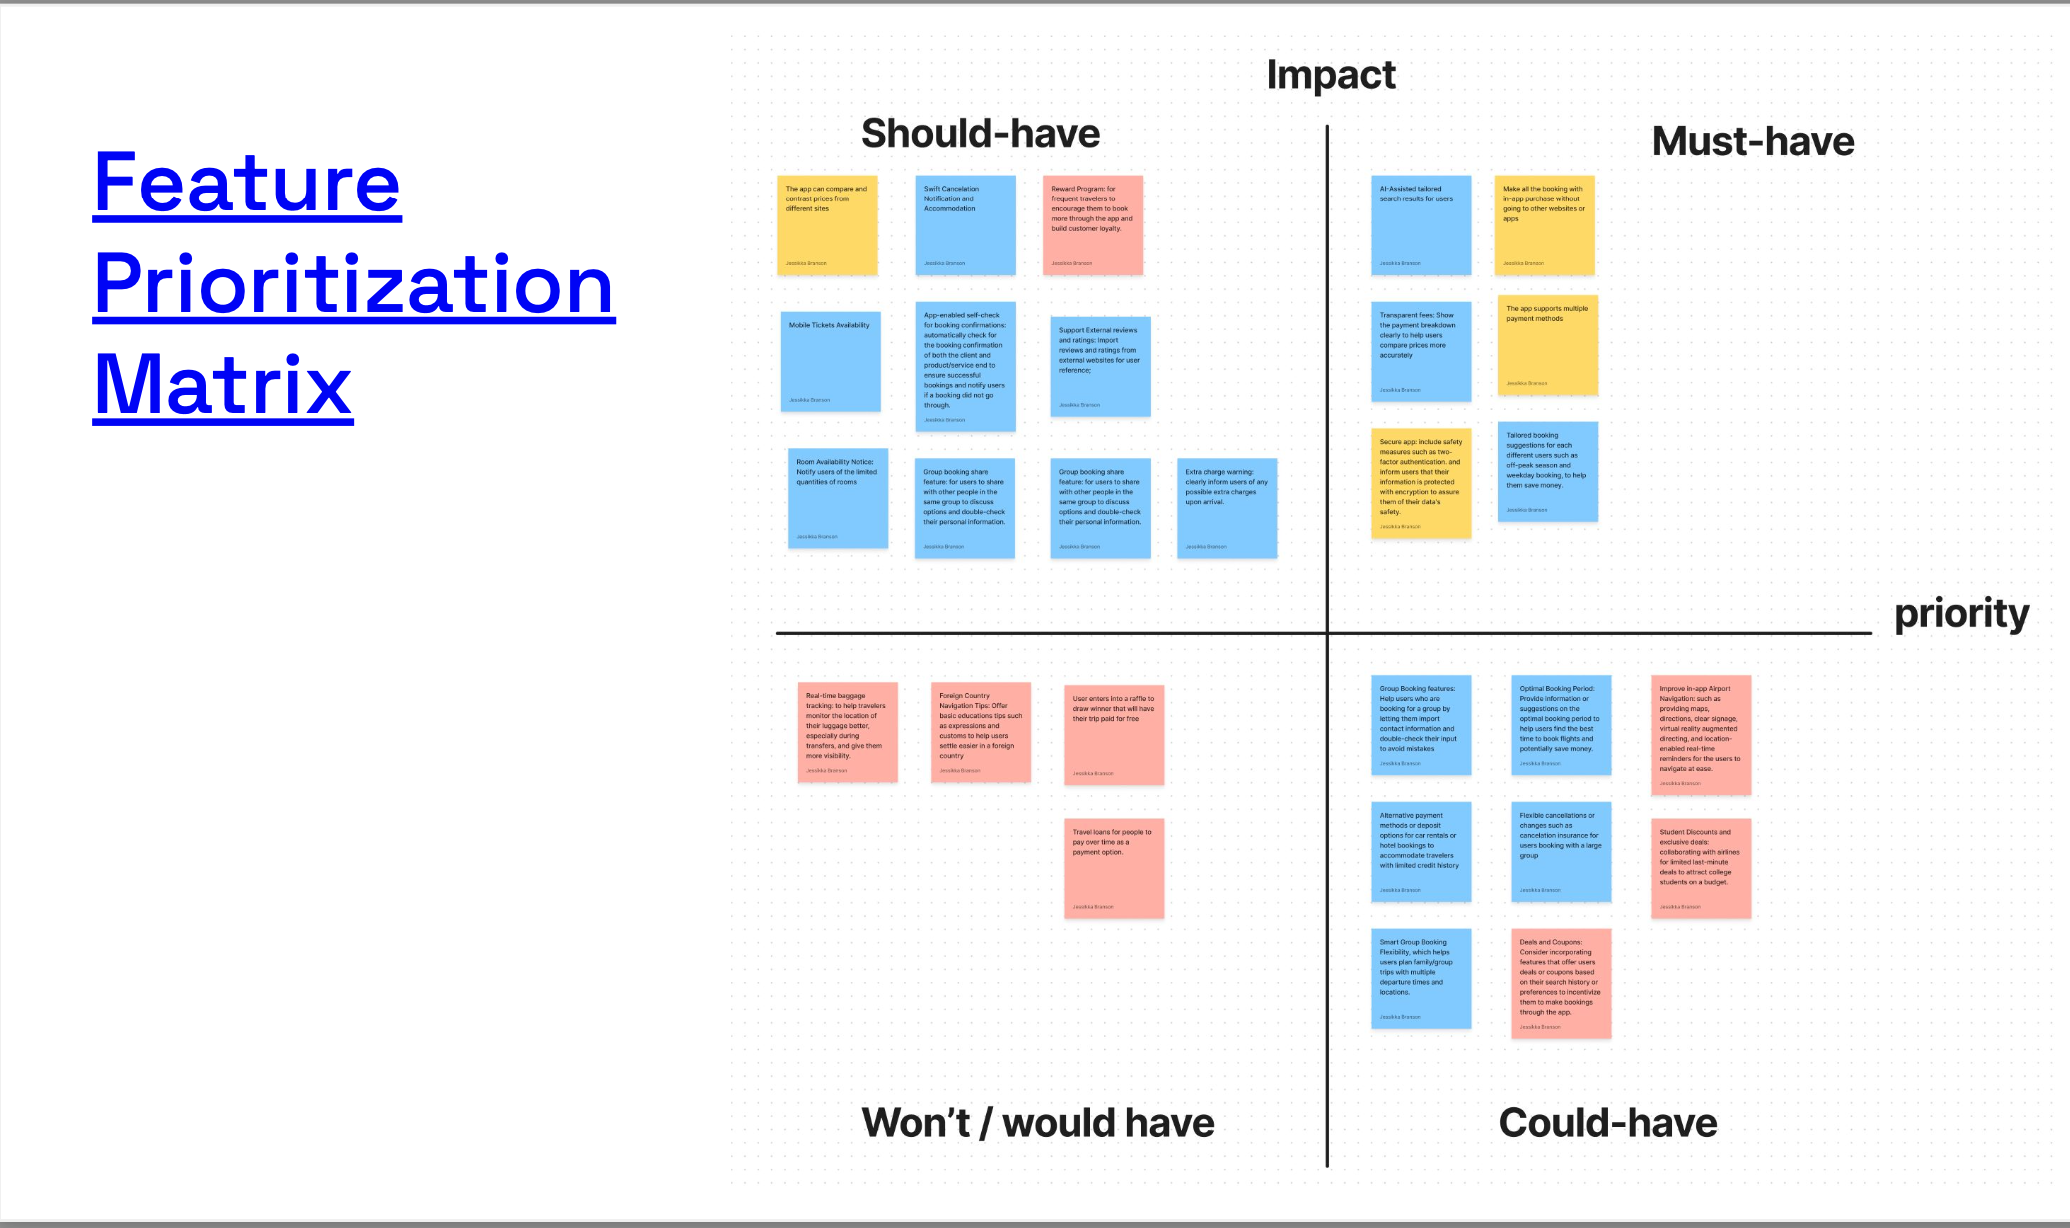 Feature
Prioritization
Matrix
Impact
Should-have
Must-have
The app can compare and
contrast prices from
different sites
Jessikka Branson
Swift Cancelation
Notification and
Accommodation
Jessikka Branson
Reward Program: for
frequent travelers to
encourage them to book
more through the app and
build customer loyalty.
Jessikka Branson
Mobile Tickets Availability
Jessikka Branson
App-enabled self-check
for booking confirmations:
automatically check for
the booking confirmation
of both the client and
product/service end to
ensure successful
bookings and notify users
if a booking did not go
through.
Jessikka Branson
Support External reviews
and ratings: Import
reviews and ratings from
external websites for user
reference;
Jessikka Branson
Room Availability Notice:
Notify users of the limited
quantities of rooms
Jessikka Branson
Group booking share
feature: for users to share
with other people in the
same group to discuss
options and double-check
their personal information.
Jessikka Branson
Group booking share
feature: for users to share
with other people in the
same group to discuss
options and double-check
their personal information.
Jessikka Branson
Extra charge warning:
clearly inform users of any
possible extra charges
upon arrival.
Jessikka Branson
AI-Assisted tailored
search results for users
Jessikka Branson
Make all the booking with
in-app purchase without
going to other websites or
apps
Jessikka Branson
Transparent fees: Show
the payment breakdown
clearly to help users
compare prices more
accurately
Jessikka Branson
The app supports multiple
payment methods
Jessikka Branson
Secure app: include safety
measures such as two-
factor authentication. and
inform users that their
information is protected
with encryption to assure
them of their data's
safety.
Jessikka Branson
Tailored booking
suggestions for each
different users such as
off-peak season and
weekday booking, to help
them save money.
Jessikka Branson
priority
Real-time baggage
tracking: to help travelers
monitor the location of
their luggage better,
especially during
transfers, and give them
more visibility.
Jessikka Branson
Foreign Country
Navigation Tips: Offer
basic educations tips such
as expressions and
customs to help users
settle easier in a foreign
country
Jessikka Branson
User enters into a raffle to
draw winner that will have
their trip paid for free
Jessikka Branson
Travel loans for people to
pay over time as a
payment option.
Jessikka Branson
Group Booking features:
Help users who are
booking for a group by
letting them import
contact information and
double-check their input
to avoid mistakes
Jessikka Branson
Optimal Booking Period:
Provide information or
suggestions on the
optimal booking period to
help users find the best
time to book flights and
potentially save money.
Jessikka Branson
Improve in-app Airport
Navigation: such as
providing maps,
directions, clear signage,
virtual reality augmented
directing, and location-
enabled real-time
reminders for the users to
navigate at ease.
Jessikka Branson
Alternative payment
methods or deposit
options for car rentals or
hotel bookings to
accommodate travelers
with limited credit history
Jessikka Branson
Flexible cancellations or
changes such as
cancelation insurance for
users booking with a large
group
Jessikka Branson
Student Discounts and
exclusive deals:
collaborating with airlines
for limited last-minute
deals to attract college
students on a budget.
Jessikka Branson
Smart Group Booking
Flexibility, which helps
users plan family/group
trips with multiple
departure times and
locations.
Jessikka Branson
Deals and Coupons:
Consider incorporating
features that offer users
deals or coupons based
on their search history or
preferences to incentivize
them to make bookings
through the app.
Jessikka Branson
Won't / would have
Could-have